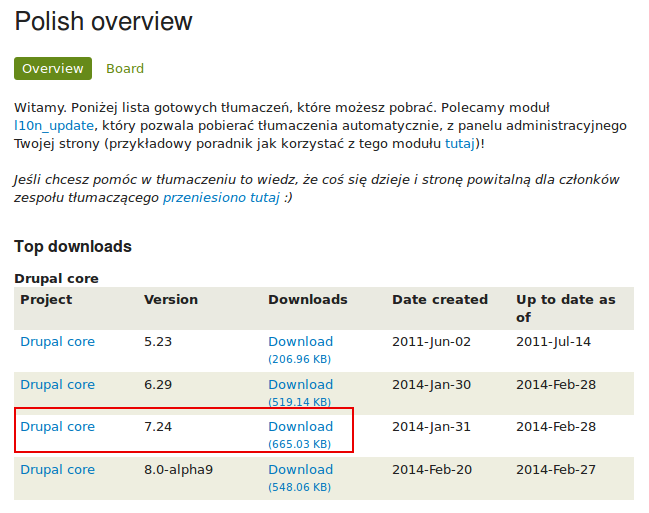 Polish overview
Overview Board
Witamy. Poniżej lista gotowych tłumaczeń, które możesz pobrać. Polecamy moduł
l10n_update, który pozwala pobierać tłumaczenia automatycznie, z panelu administracyjnego
Twojej strony (przykładowy poradnik jak korzystać z tego modułu tutaj)!
Jeśli chcesz pomóc w tłumaczeniu to wiedz, że coś się dzieje i stronę powitalną dla członków
zespołu tłumaczącego przeniesiono tutaj :)
Top downloads
Drupal core
Project Version Downloads Date created Up to date as
of
Drupal core 5.23 Download 2011-Jun-02 2011-Jul-14
(206.96 KB)
Drupal core 6.29 Download 2014-Jan-30 2014-Feb-28
(519.14 KB)
Drupal core 7.24 Download 2014-Jan-31 2014-Feb-28
(665.03 KB)
Drupal core 8.0-alpha9 Download 2014-Feb-20 2014-Feb-27
(548.06 KB)